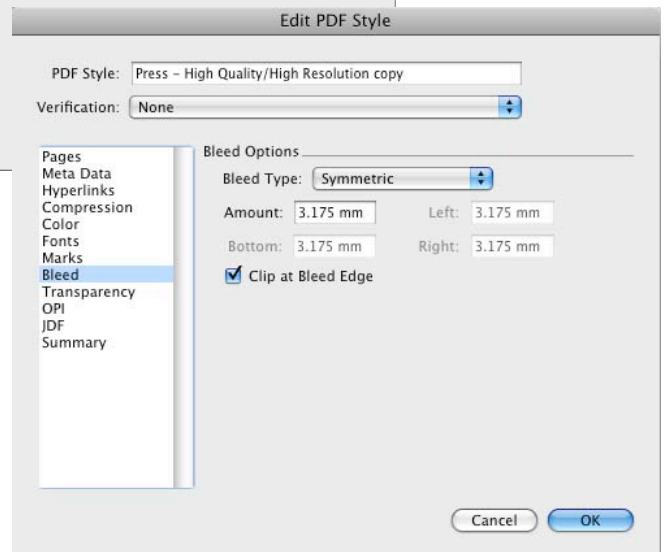 Edit PDF Style
PDF Style: Press - High Quality/High Resolution copy
Verification: None
Pages
Meta Data
Hyperlinks
Compression
Color
Fonts
Marks
Bleed
Transparency
OPI
JDF
Summary
Bleed Options
Bleed Type: Symmetric
Amount: 3.175 mm Left: 3.175 mm
Bottom: 3.175 mm Right: 3.175 mm
Clip at Bleed Edge
Cancel OK